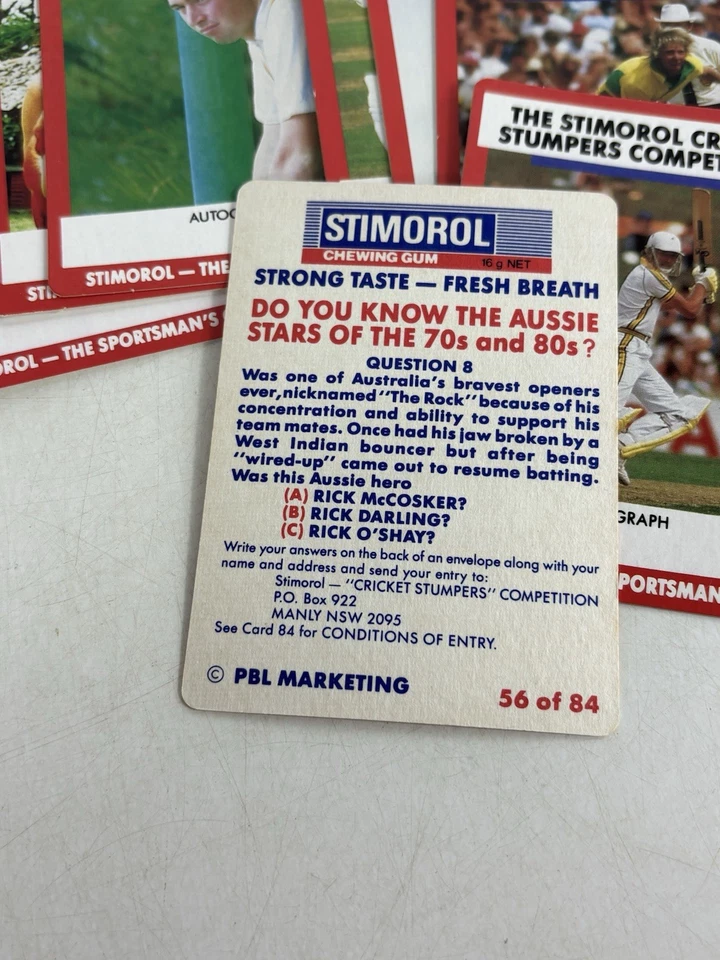 THE STIMOROL CR
STUMPERS COMPET
AUTOG
STIMOROL — THE
STI
OROL — THE SPORTSMAN'S
GRAPH
PORTSMAN
STIMOROL
CHEWING GUM 16 g NET
STRONG TASTE — FRESH BREATH
DO YOU KNOW THE AUSSIE
STARS OF THE 70s and 80s?
QUESTION 8
Was one of Australia's bravest openers
ever, nicknamed "The Rock" because of his
concentration and ability to support his
team mates. Once had his jaw broken by a
West Indian bouncer but after being
"wired-up" came out to resume batting.
Was this Aussie hero
(A) RICK McCOSKER?
(B) RICK DARLING?
(C) RICK O'SHAY?
Write your answers on the back of an envelope along with your
name and address and send your entry to:
Stimorol — "CRICKET STUMPERS" COMPETITION
P.O. Box 922
MANLY NSW 2095
See Card 84 for CONDITIONS OF ENTRY.
© PBL MARKETING
56 of 84